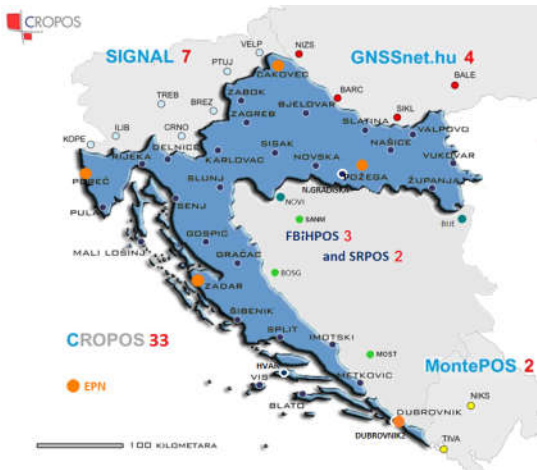 CROPOS
SIGNAL 7
VELP
NIZS
GNSSnet.hu 4
PTUJ
ČAKOVEC
BALE
TREB
ZABOK
BARC
BREZ
ZAGREB
BJELOVAR
SIKL
SLATINA
VALPOVO
KOPE
ILIB
CRNO
DELNICE
SISAK
NAŠICE
RIJEKA
KARLOVAC
NOVSKA
VUKOVAR
POREČ
SLUNJ
N.GRADIŠKA
POŽEGA
ŽUPANJA
PULA
SENJ
NOVI
SANM
BIJE
MALI LOŠINJ
GOSPIĆ
FBiHPOS 3
and SRPOS 2
GRAČAC
BOSG
ZADAR
ŠIBENIK
CROPOS 33
SPLIT
IMOTSKI
MOST
EPN
HVAR
VIS
METKOVIĆ
MontePOS 2
BLATO
DUBROVNIK
NIKS
DUBROVNIK2
TIVA
100 KILOMETARA